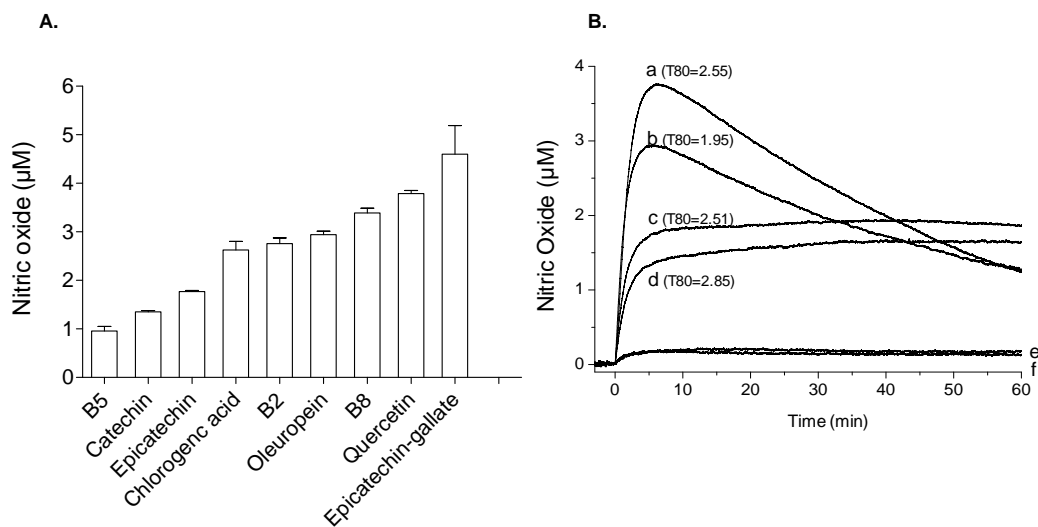 A.
Nitric oxide (µM)
6
5
4
3
2
1
0
B5
Catechin
Epicatechin
Chlorogenc acid
B2
Oleuropein
B8
Quercetin
Epicatechin-gallate
B.
Nitric Oxide (µM)
4
3
2
1
0
a (T80=2.55)
b (T80=1.95)
c (T80=2.51)
d (T80=2.85)
e
f
0 10 20 30 40 50 60
Time (min)